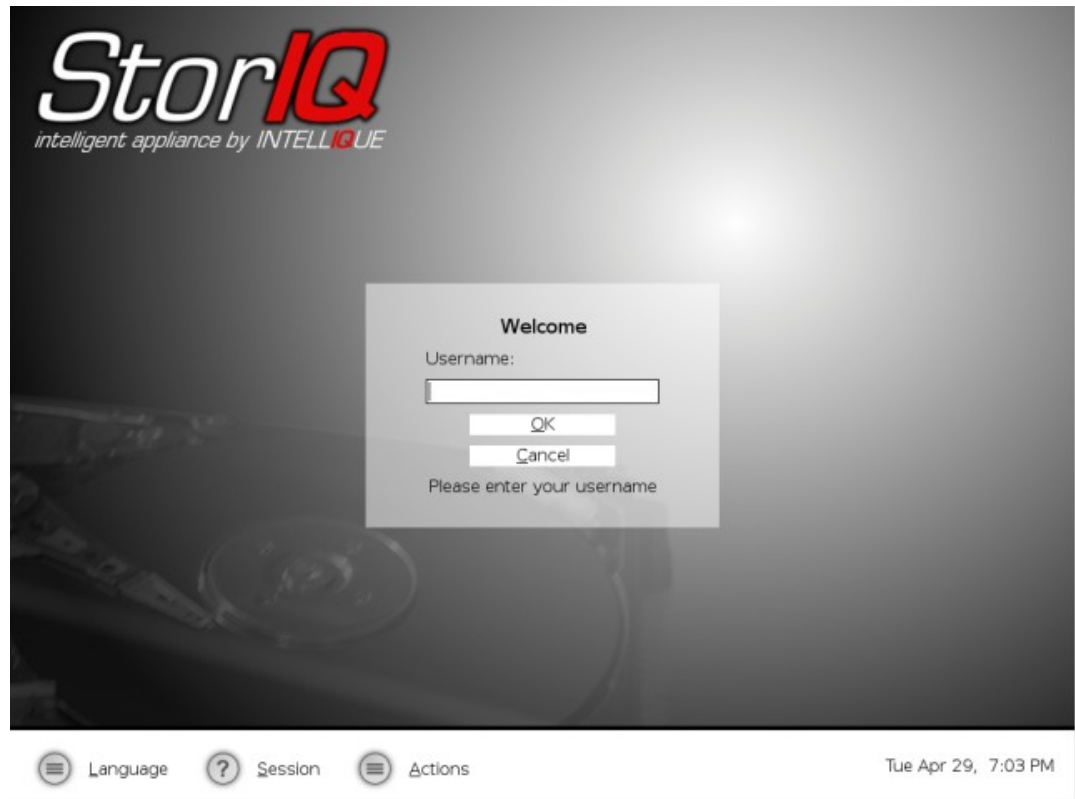 StorIQ
intelligent appliance by INTELLIQUE
Welcome
Username:
OK
Cancel
Please enter your username
Language
? Session
Actions
Tue Apr 29, 7:03 PM